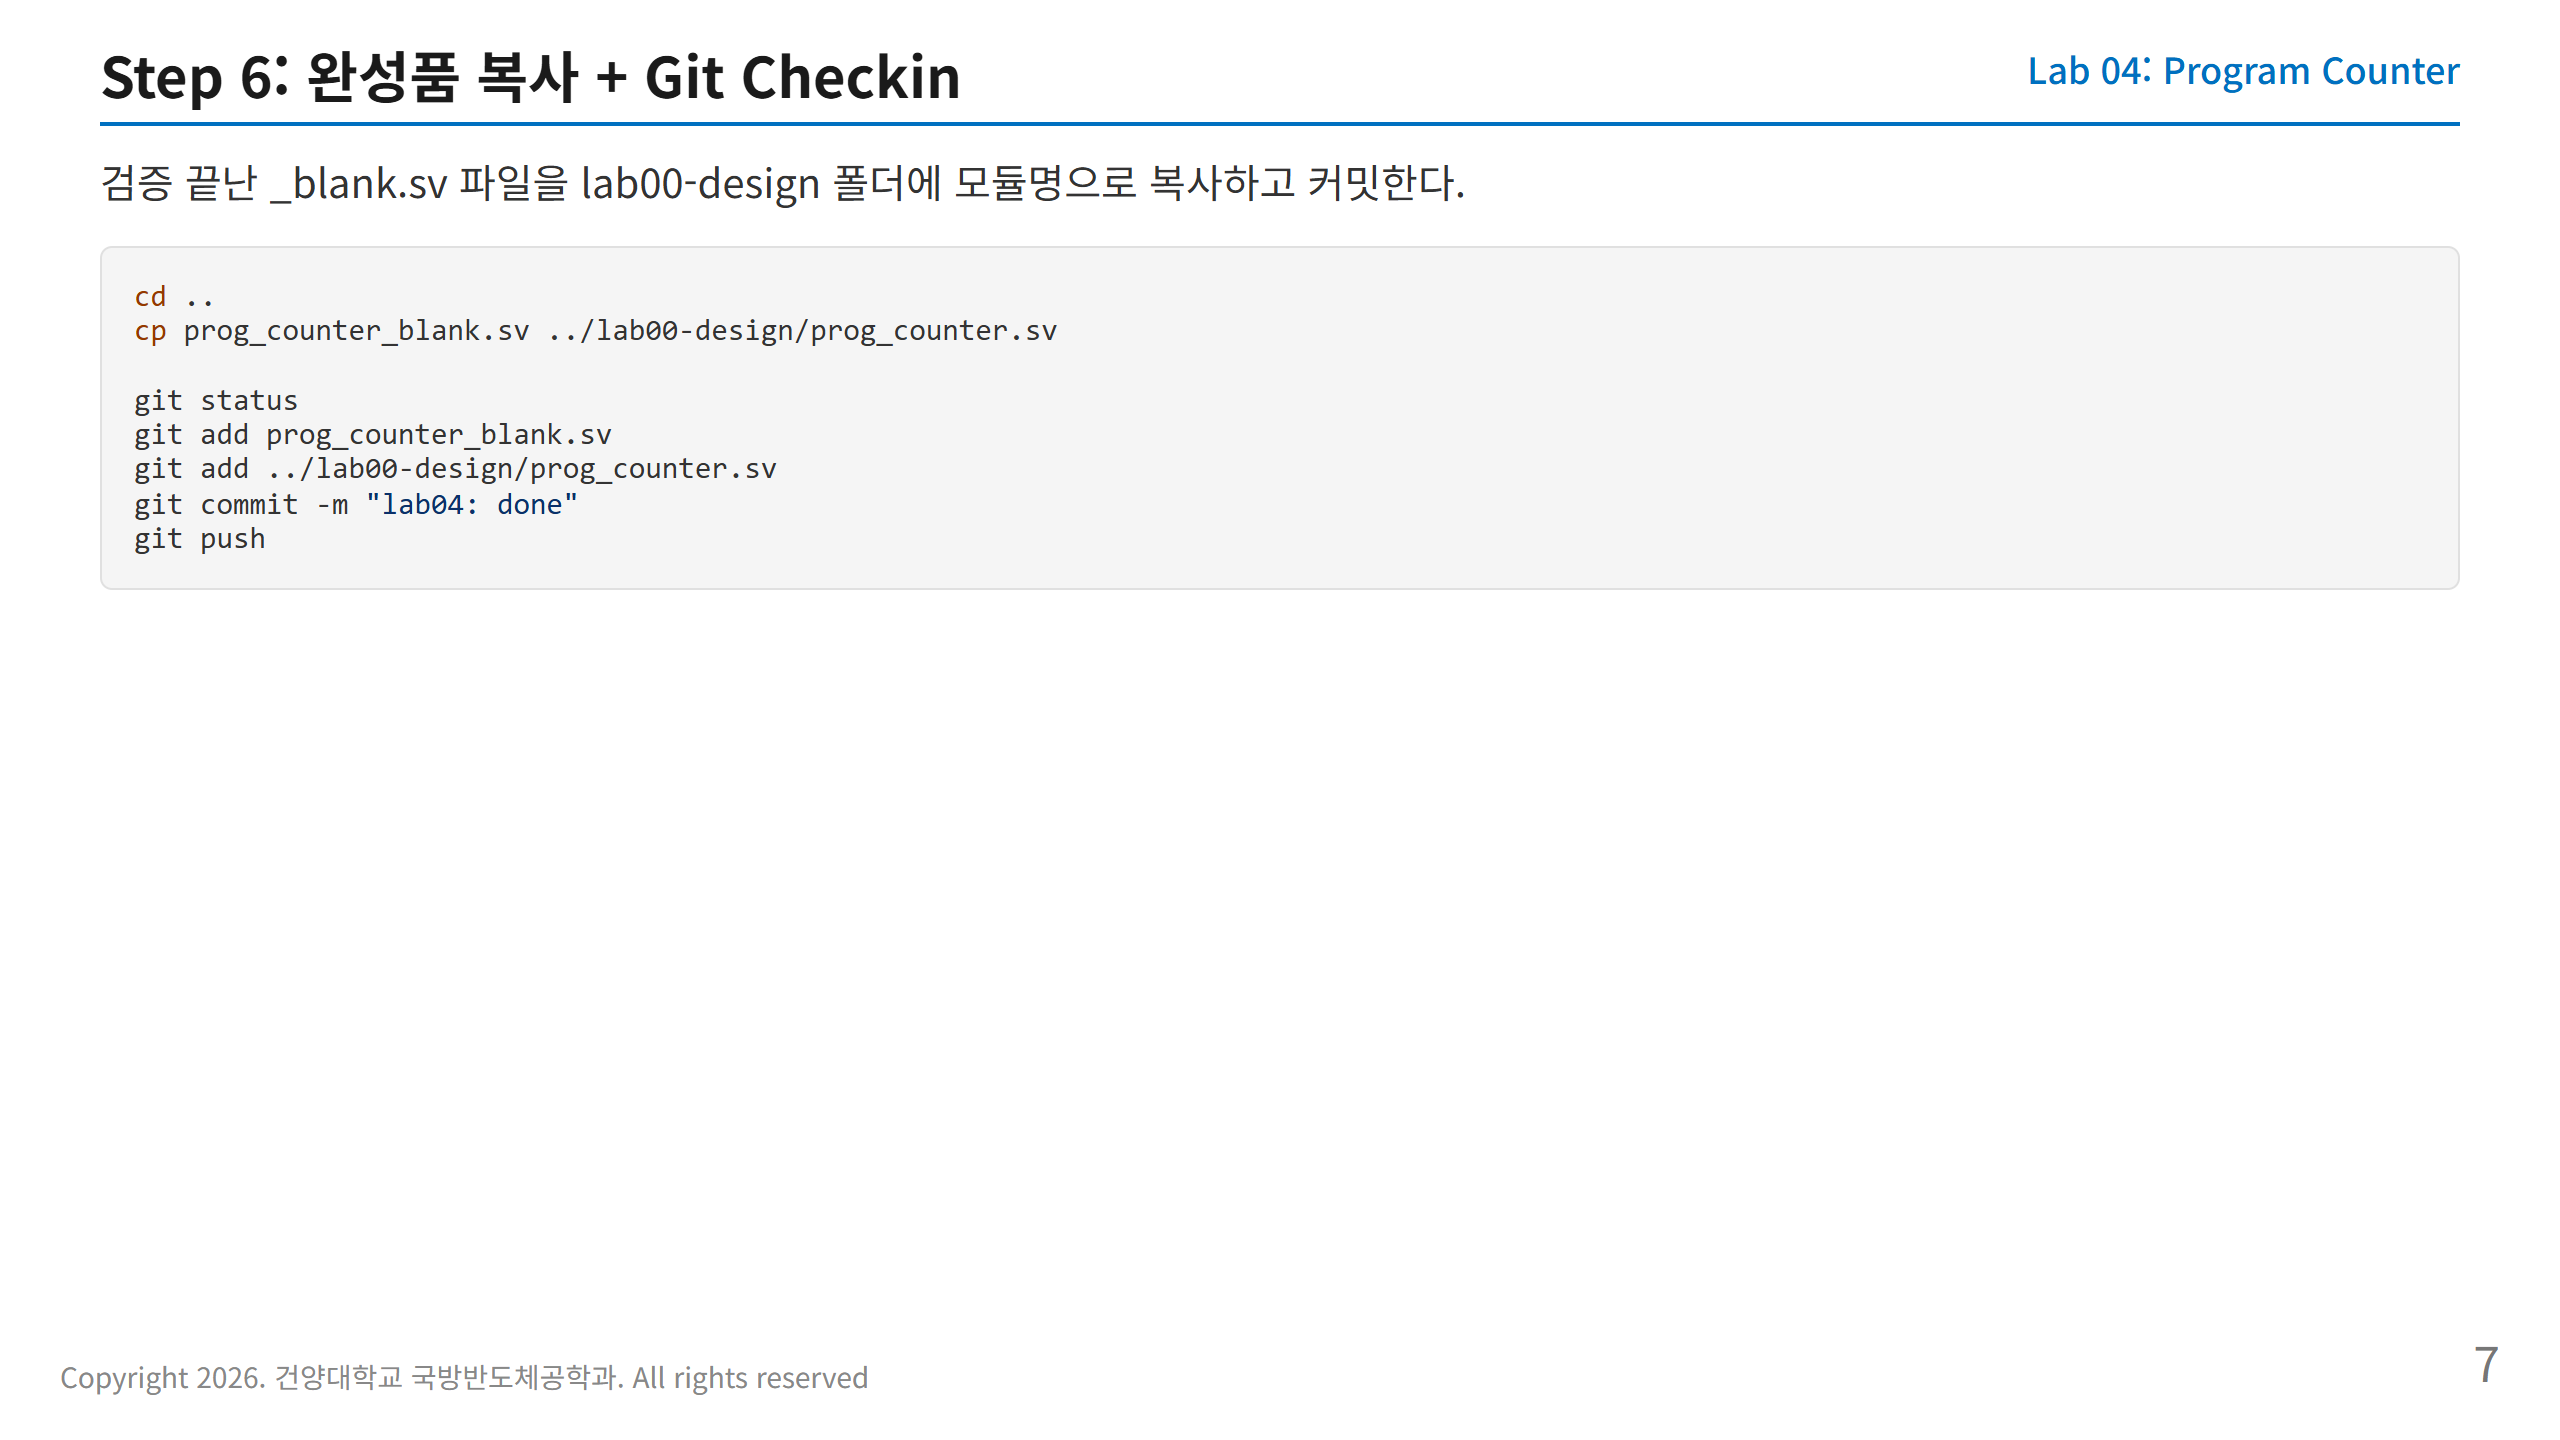 Step 6: 완성품 복사 + Git Checkin
Lab 04: Program Counter
검증 끝난 _blank.sv 파일을 lab00-design 폴더에 모듈명으로 복사하고 커밋한다.
cd ..
cp prog_counter_blank.sv ../lab00-design/prog_counter.sv
git status
git add prog_counter_blank.sv
git add ../lab00-design/prog_counter.sv
git commit -m "lab04: done"
git push
Copyright 2026. 건양대학교 국방반도체공학과. All rights reserved
7